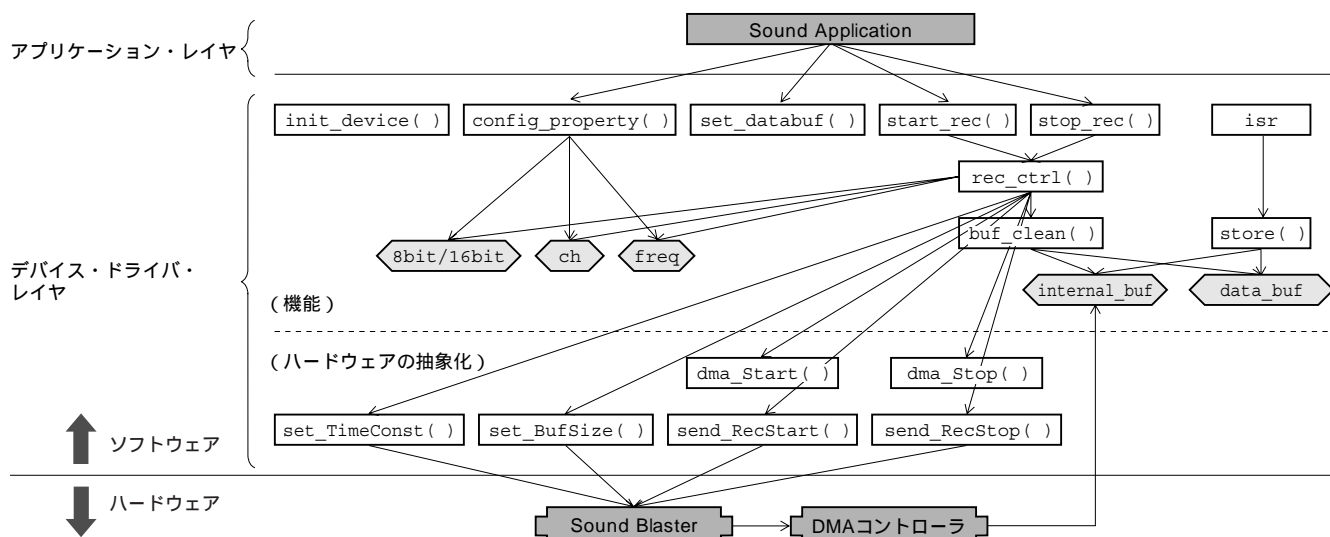 Sound Application
アプリケーション・レイヤ
init_device( )
config_property( )
set_databuf( )
start_rec( )
stop_rec( )
isr
rec_ctrl( )
buf_clean( )
store( )
8bit/16bit
ch
freq
デバイス・ドライバ・
レイヤ
internal_buf
data_buf
(機能)
(ハードウェアの抽象化)
dma_Start( )
dma_Stop( )
set_TimeConst( )
set_BufSize( )
send_RecStart( )
send_RecStop( )
ソフトウェア
ハードウェア
Sound Blaster
DMAコントローラ